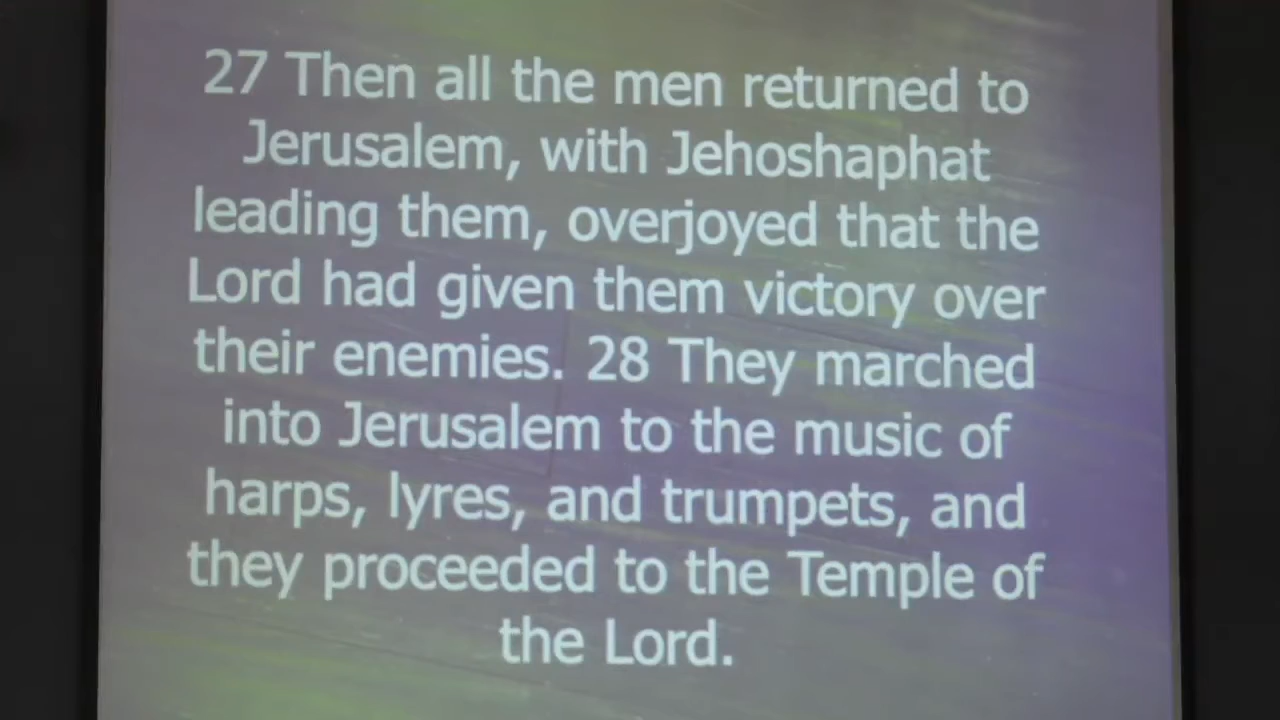 27 Then all the men returned to
Jerusalem, with Jehoshaphat
leading them, overjoyed that the
Lord had given them victory over
their enemies. 28 They marched
into Jerusalem to the music of
harps, lyres, and trumpets, and
they proceeded to the Temple of
the Lord.